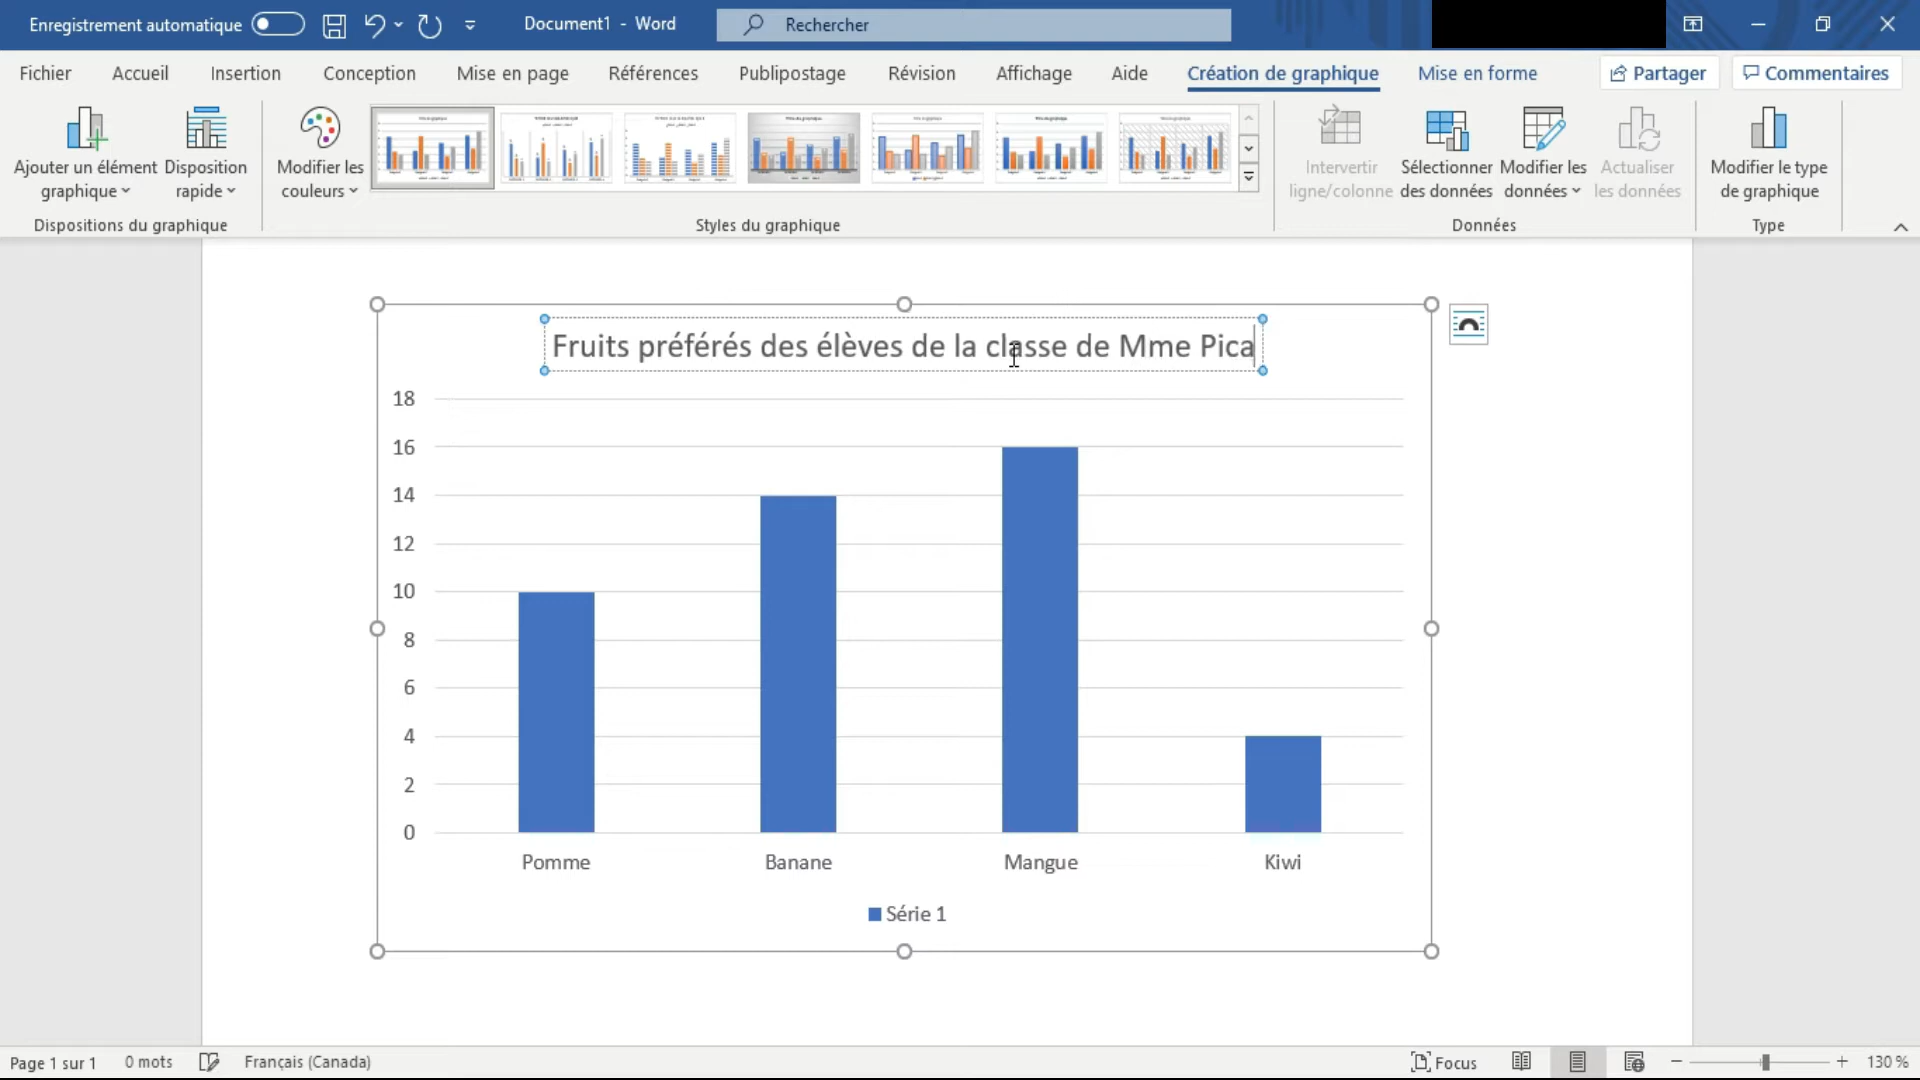 Enregistrement automatique
Document1 - Word
Rechercher
Fichier Accueil Insertion Conception Mise en page Références Publipostage Révision Affichage Aide Création de graphique Mise en forme Partager Commentaires
Ajouter un élément graphique
Disposition rapide
Modifier les couleurs
Intervertir ligne/colonne
Sélectionner des données
Modifier les données
Actualiser les données
Modifier le type de graphique
Dispositions du graphique
Styles du graphique
Données
Type
Fruits préférés des élèves de la classe de Mme Pica
18
16
14
12
10
8
6
4
2
0
Pomme Banane Mangue Kiwi
Série 1
Page 1 sur 1 0 mots Français (Canada) Focus 130 %